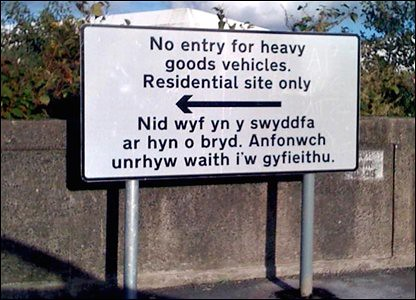 No entry for heavy
goods vehicles.
Residential site only
Nid wyf yn y swyddfa
ar hyn o bryd. Anfonwch
unrhyw waith i'w gyfieithu.